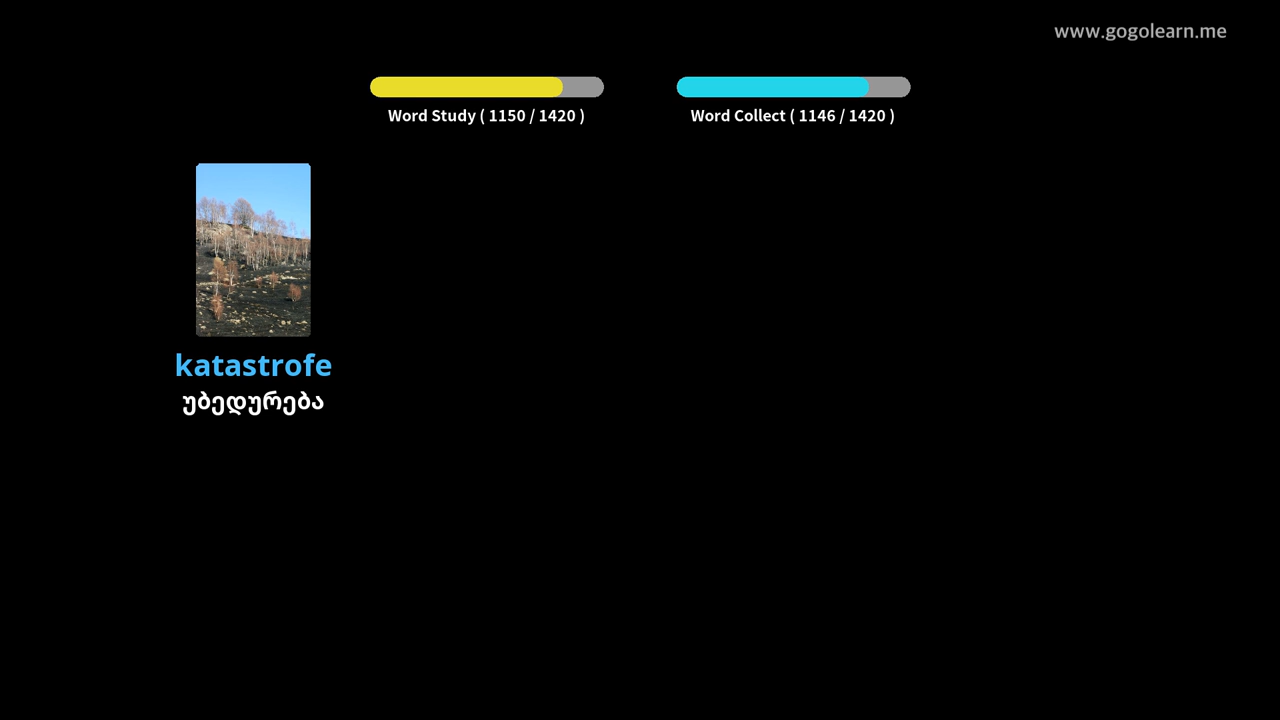 www.gogolearn.me
Word Study ( 1150 / 1420 )
Word Collect ( 1146 / 1420 )
katastrofe
უბედურება